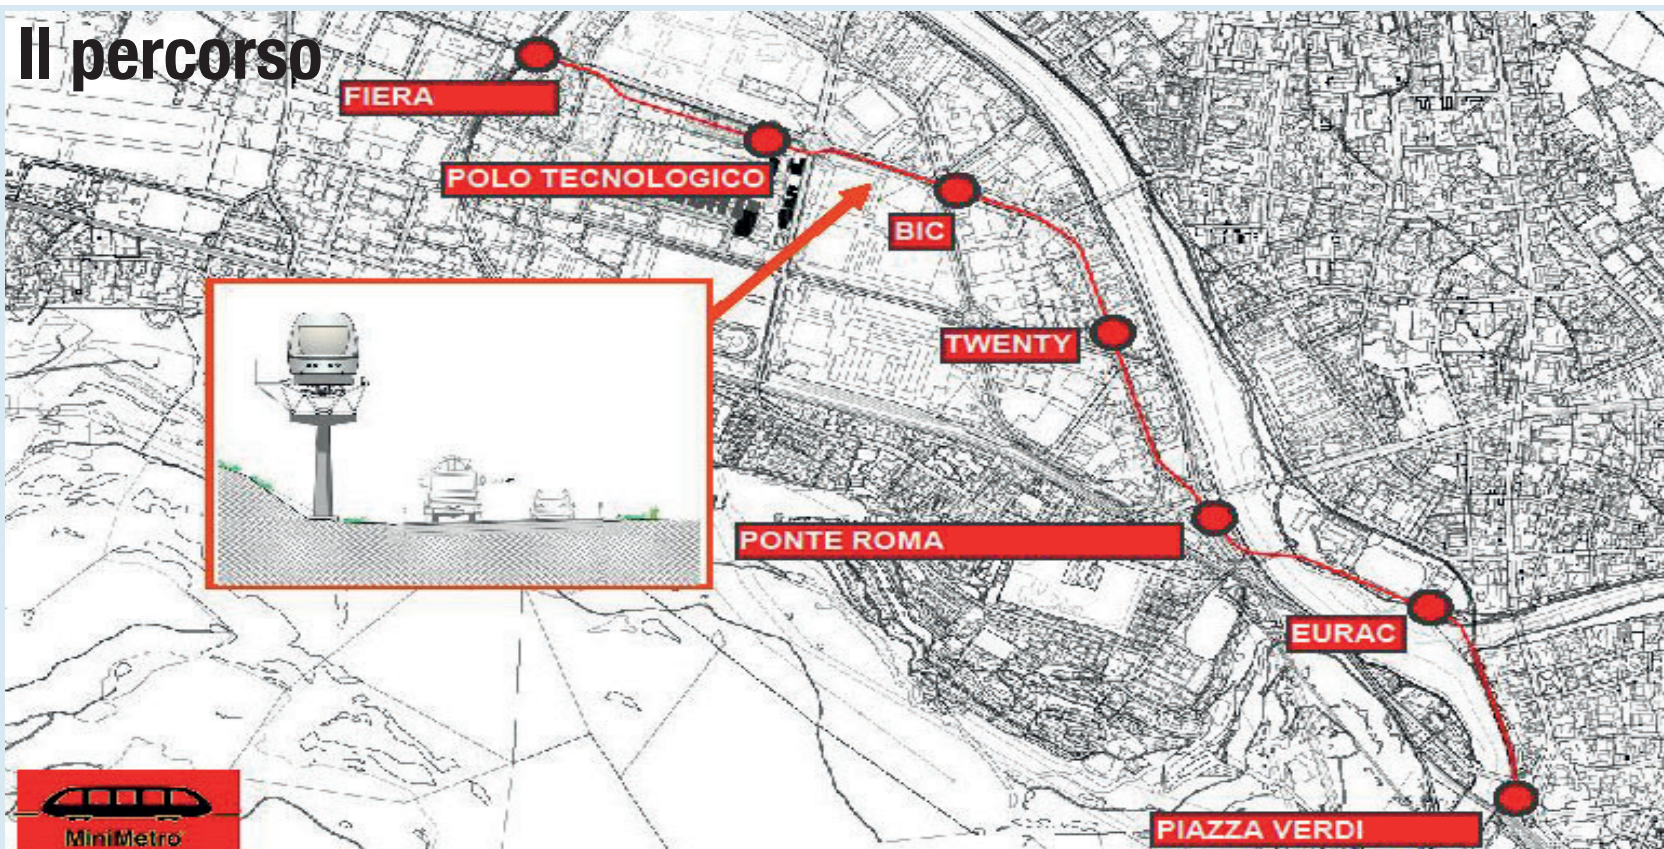 Il percorso
FIERA
POLO TECNOLOGICO
BIC
TWENTY
PONTE ROMA
EURAC
PIAZZA VERDI
MiniMetro